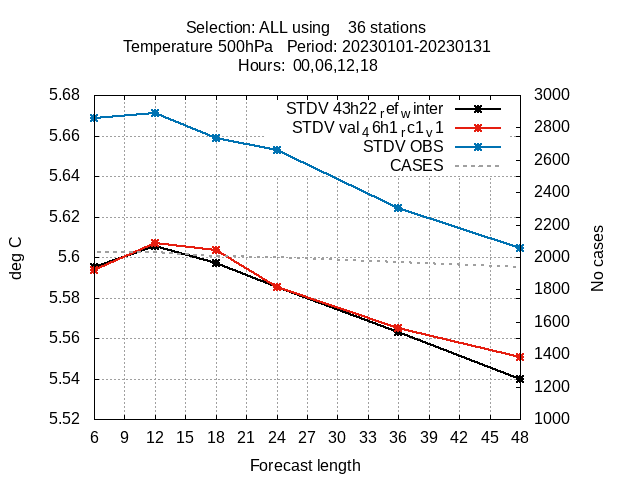 Selection: ALL using    36 stations
Temperature 500hPa   Period: 20230101-20230131
Hours:  00,06,12,18
5.68
5.66
5.64
5.62
5.6
5.58
5.56
5.54
5.52
deg C
STDV 43h22 ref w inter
STDV val 4 6h1 r c1 v 1
STDV OBS
CASES
3000
2800
2600
2400
2200
2000
1800
1600
1400
1200
1000
No cases
6 9 12 15 18 21 24 27 30 33 36 39 42 45 48
Forecast length